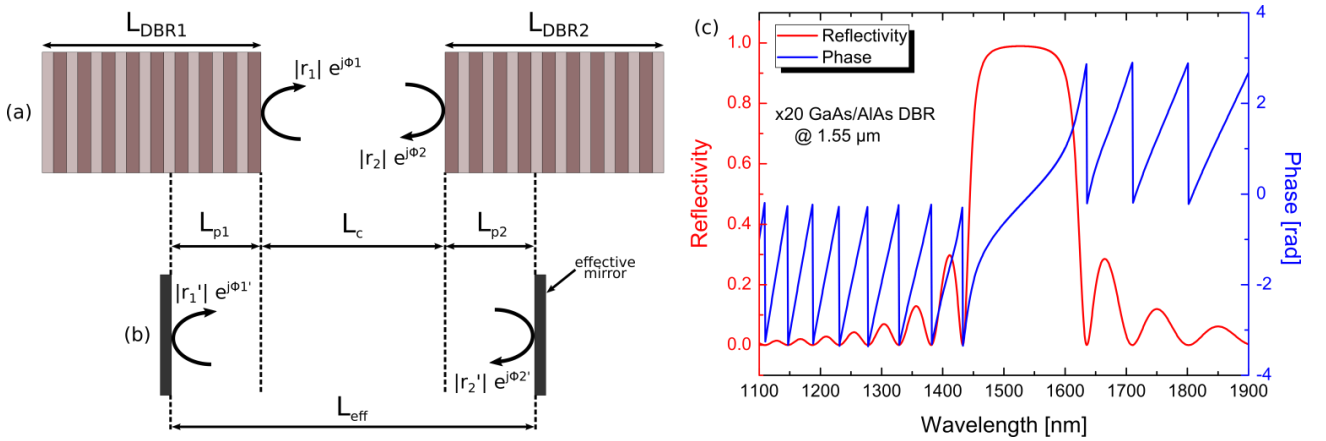 L_DBR1
L_DBR2
(a)
|r₁| e^jΦ1
|r₂| e^jΦ2
L_p1
L_c
L_p2
effective
mirror
(b)
|r₁'| e^jΦ1'
|r₂'| e^jΦ2'
L_eff
(c)
Reflectivity
Phase
x20 GaAs/AlAs DBR
@ 1.55 µm
1.0
0.8
0.6
0.4
0.2
0.0
Reflectivity
4
2
0
-2
-4
Phase [rad]
1100 1200 1300 1400 1500 1600 1700 1800 1900
Wavelength [nm]